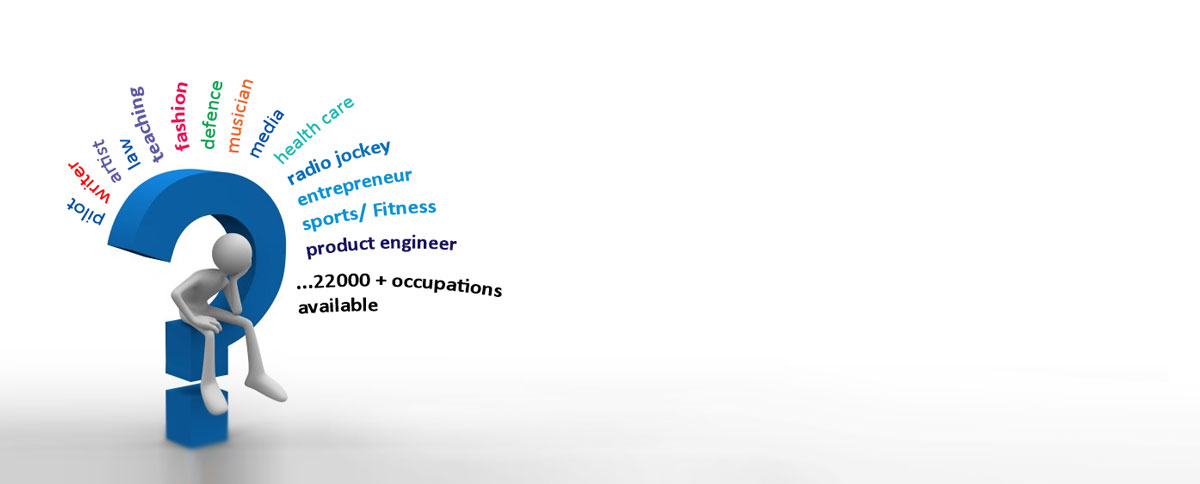 pilot
writer
artist
law
teaching
fashion
defence
musician
media
health care
radio jockey
entrepreneur
sports/ Fitness
product engineer
...22000 + occupations
available